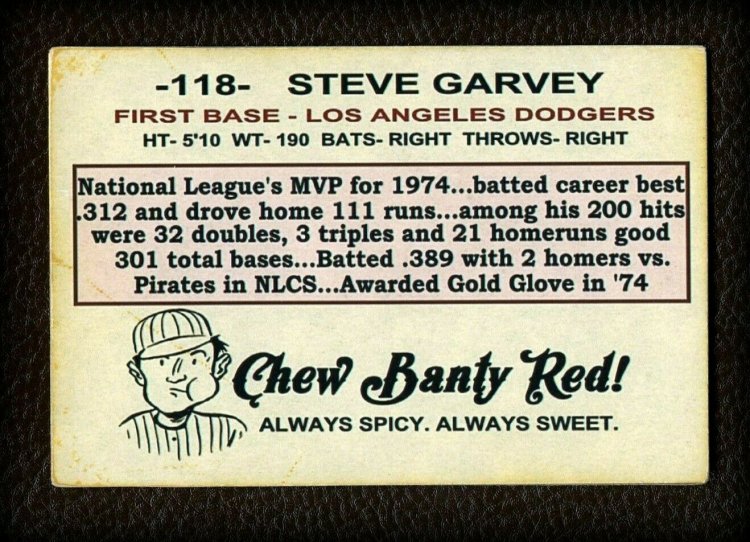 -118- STEVE GARVEY
FIRST BASE - LOS ANGELES DODGERS
HT- 5'10 WT- 190 BATS- RIGHT THROWS- RIGHT
National League's MVP for 1974...batted career best
.312 and drove home 111 runs...among his 200 hits
were 32 doubles, 3 triples and 21 homeruns good
301 total bases...Batted .389 with 2 homers vs.
Pirates in NLCS...Awarded Gold Glove in '74
Chew Banty Red!
ALWAYS SPICY. ALWAYS SWEET.